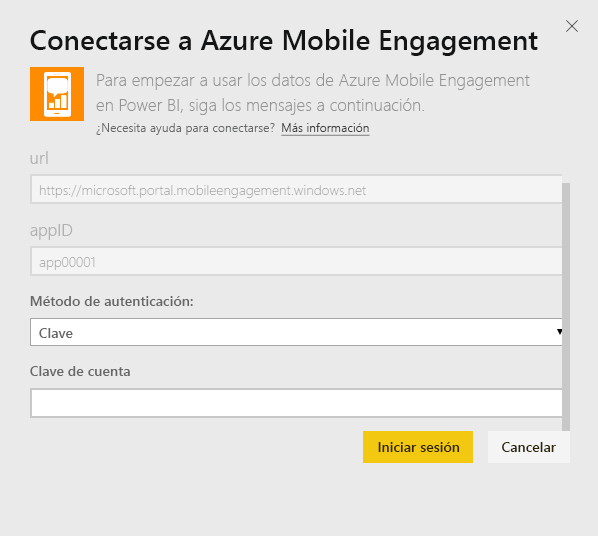 Conectarse a Azure Mobile Engagement
Para empezar a usar los datos de Azure Mobile Engagement
en Power BI, siga los mensajes a continuación.
¿Necesita ayuda para conectarse? Más información
url
https://microsoft.portal.mobileengagement.windows.net
appID
app00001
Método de autenticación:
Clave
Clave de cuenta
Iniciar sesión Cancelar